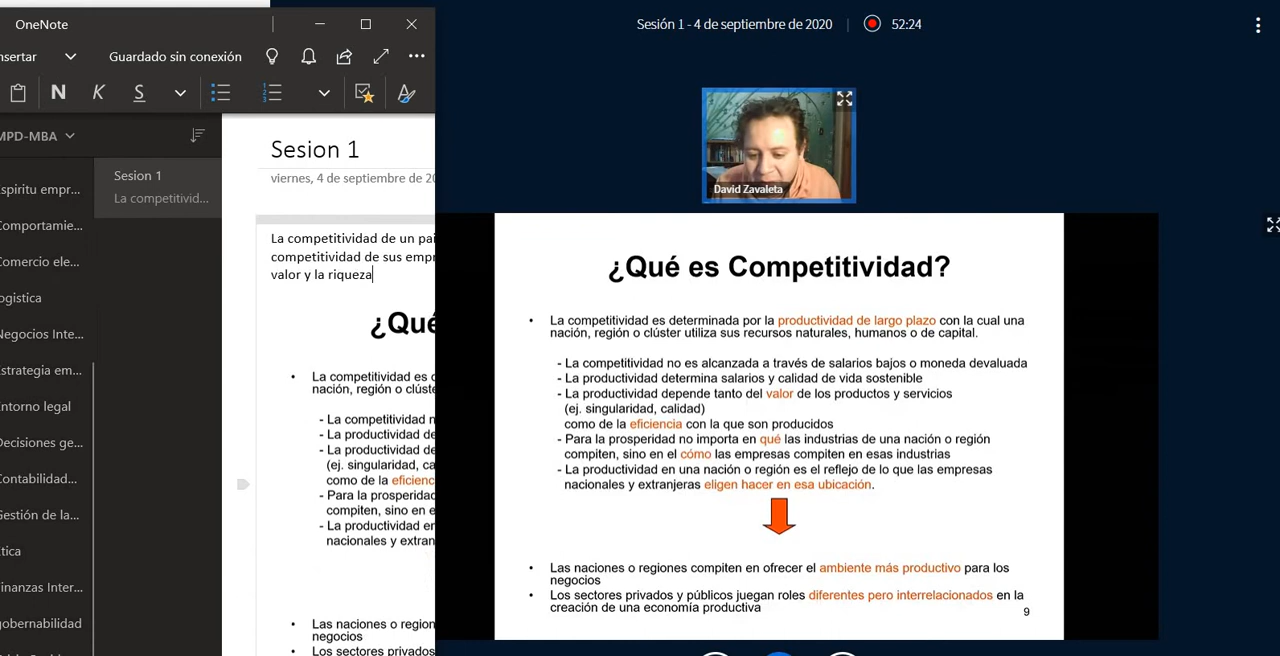 OneNote
nsertar
Guardado sin conexión
N K S
MPD-MBA
spiritu empr...
Comportamie...
Comercio ele...
ogistica
Negocios Inte...
strategia em...
ntorno legal
Decisiones ge...
Contabilidad...
Gestión de la...
tica
inanzas Inter...
gobernabilidad
Sesion 1
La competitivid...
Sesion 1
viernes, 4 de septiembre de 20
La competitividad de un pai
competitividad de sus empr
valor y la riqueza
¿Qué
• La competitividad es d
nación, región o clúste
- La competitividad n
- La productividad de
- La productividad de
(ej. singularidad, ca
como de la eficienc
- Para la prosperidad
compiten, sino en e
- La productividad en
nacionales y extran
• Las naciones o region
negocios
• Los sectores privados
Sesión 1 - 4 de septiembre de 2020
52:24
David Zavaleta
¿Qué es Competitividad?
• La competitividad es determinada por la productividad de largo plazo con la cual una
nación, región o clúster utiliza sus recursos naturales, humanos o de capital.
- La competitividad no es alcanzada a través de salarios bajos o moneda devaluada
- La productividad determina salarios y calidad de vida sostenible
- La productividad depende tanto del valor de los productos y servicios
(ej. singularidad, calidad)
como de la eficiencia con la que son producidos
- Para la prosperidad no importa en qué las industrias de una nación o región
compiten, sino en el cómo las empresas compiten en esas industrias
- La productividad en una nación o región es el reflejo de lo que las empresas
nacionales y extranjeras eligen hacer en esa ubicación.
• Las naciones o regiones compiten en ofrecer el ambiente más productivo para los
negocios
• Los sectores privados y públicos juegan roles diferentes pero interrelacionados en la
creación de una economía productiva
9